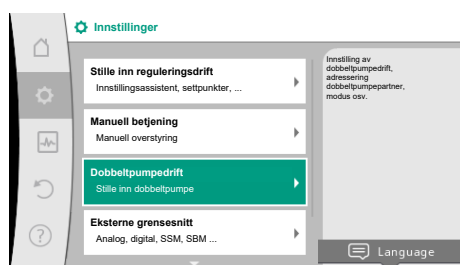 Innstillinger
Stille inn reguleringsdrift
Innstillingsassistent, settpunkter, ...
Manuell betjening
Manuell overstyring
Dobbeltpumpedrift
Stille inn dobbeltpumpe
Eksterne grensesnitt
Analog, digital, SSM, SBM ...
Innstilling av
dobbeltpumpedrift,
adressering
dobbeltpumpepartner,
modus osv.
Language